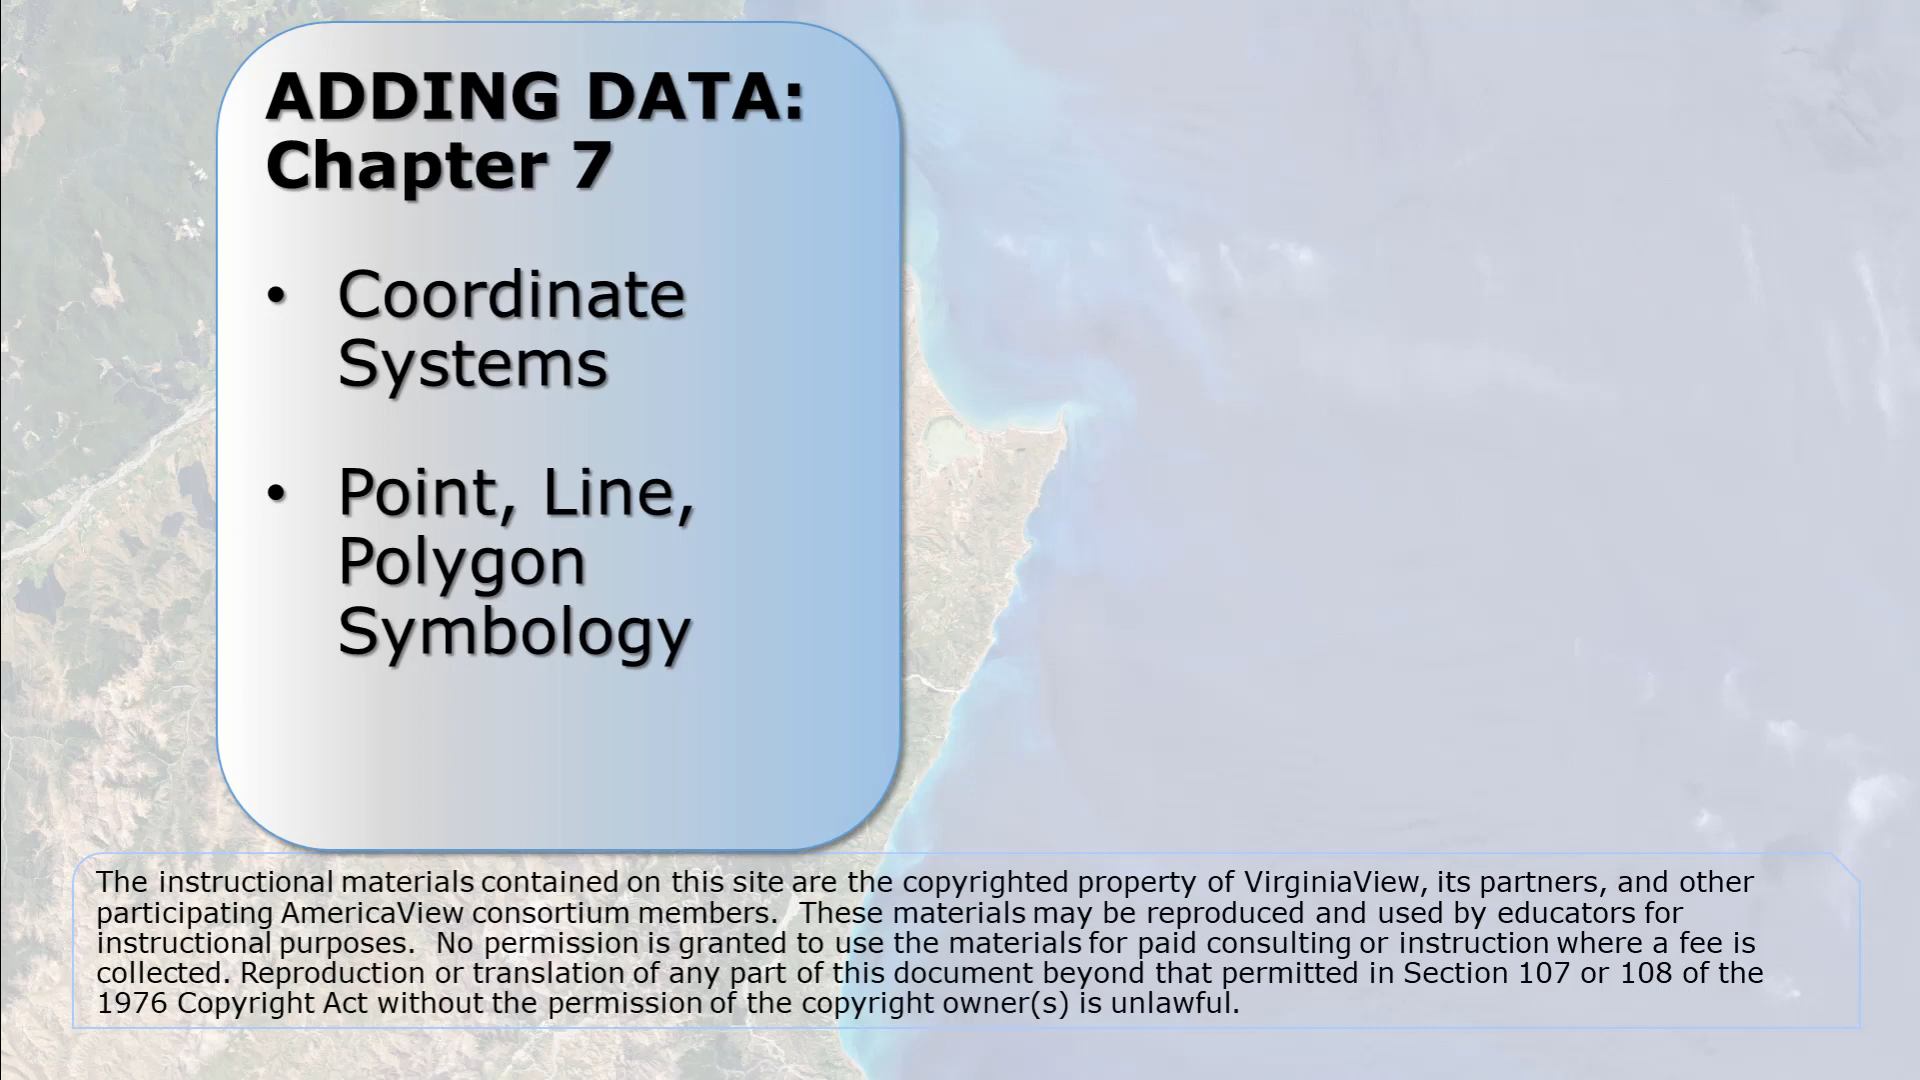 ADDING DATA:
Chapter 7
• Coordinate
Systems
• Point, Line,
Polygon
Symbology
The instructional materials contained on this site are the copyrighted property of VirginiaView, its partners, and other
participating AmericaView consortium members.  These materials may be reproduced and used by educators for
instructional purposes.  No permission is granted to use the materials for paid consulting or instruction where a fee is
collected. Reproduction or translation of any part of this document beyond that permitted in Section 107 or 108 of the
1976 Copyright Act without the permission of the copyright owner(s) is unlawful.